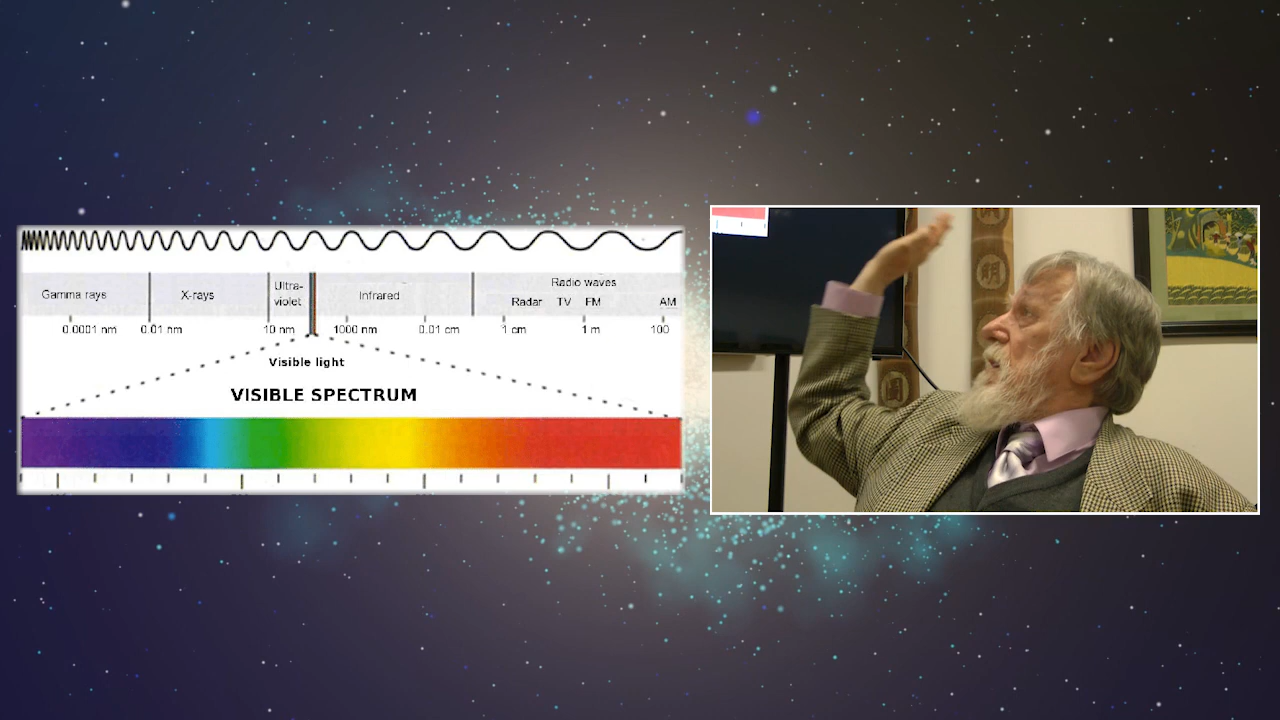 Gamma rays
X-rays
Ultra-
violet
Infrared
Radio waves
Radar TV FM AM
0.0001 nm 0.01 nm 10 nm 1000 nm 0.01 cm 1 cm 1 m 100
Visible light
VISIBLE SPECTRUM